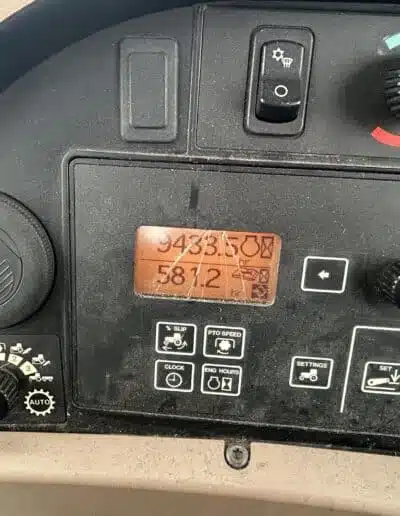 9433.5
581.2
% SLIP
PTO SPEED
CLOCK
ENG HOURS
SETTINGS
SET
AUTO